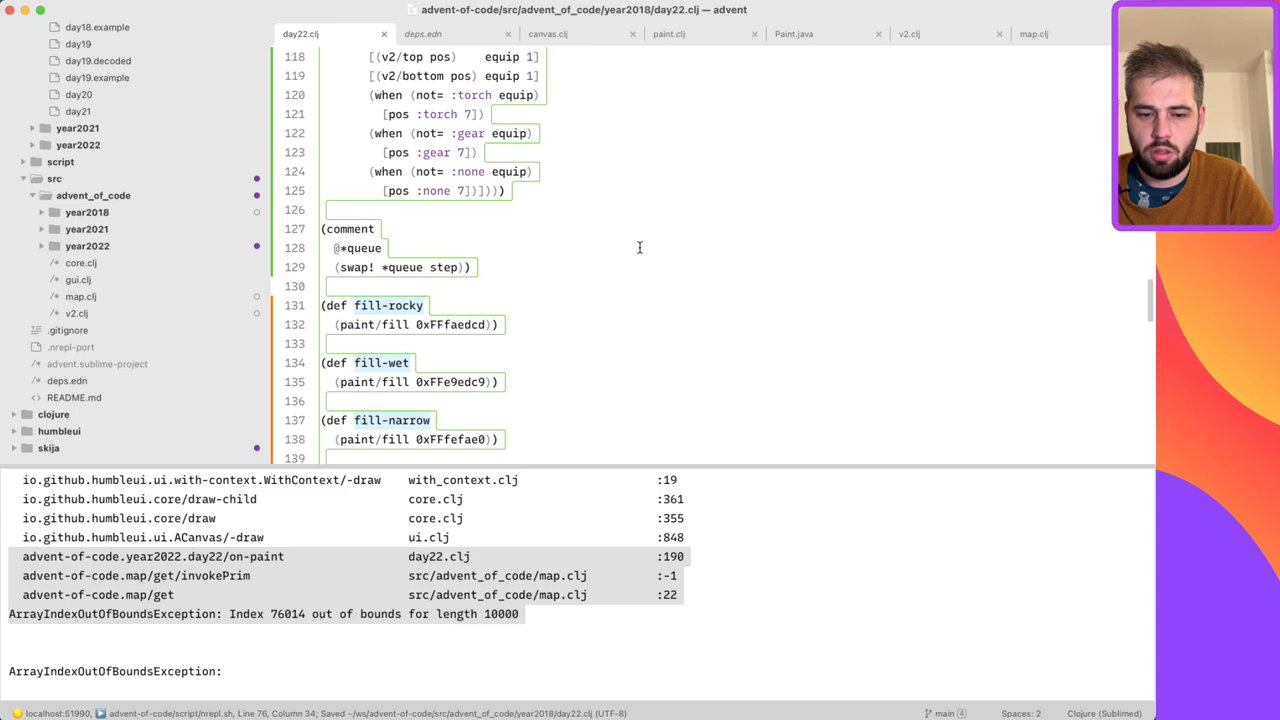 advent-of-code/src/advent_of_code/year2018/day22.clj — advent
day22.clj × deps.edn × canvas.clj × paint.clj × Paint.java × v2.clj × map.clj
day18.example
day19
day19.decoded
day19.example
day20
day21
year2021
year2022
script
src
advent_of_code
year2018
year2021
year2022
/* core.clj
/* gui.clj
/* map.clj
/* v2.clj
.gitignore
.nrepl-port
/* advent.sublime-project
/* deps.edn
<> README.md
clojure
humbleui
skija
118 [(v2/top pos)    equip 1]
119 [(v2/bottom pos) equip 1]
120 (when (not= :torch equip)
121 [pos :torch 7])
122 (when (not= :gear equip)
123 [pos :gear 7])
124 (when (not= :none equip)
125 [pos :none 7])]))))
126
127 (comment
128 @*queue
129 (swap! *queue step))
130
131 (def fill-rocky
132 (paint/fill 0xFFfaedcd))
133
134 (def fill-wet
135 (paint/fill 0xFFe9edc9))
136
137 (def fill-narrow
138 (paint/fill 0xFFfefae0))
139
io.github.humbleui.ui.with-context.WithContext/-draw with_context.clj :19
io.github.humbleui.core/draw-child core.clj :361
io.github.humbleui.core/draw core.clj :355
io.github.humbleui.ui.ACanvas/-draw ui.clj :848
advent-of-code.year2022.day22/on-paint day22.clj :190
advent-of-code.map/get/invokePrim src/advent_of_code/map.clj :-1
advent-of-code.map/get src/advent_of_code/map.clj :22
ArrayIndexOutOfBoundsException: Index 76014 out of bounds for length 10000
ArrayIndexOutOfBoundsException:
localhost:51990, advent-of-code/script/nrepl.sh, Line 76, Column 34; Saved ~/ws/advent-of-code/src/advent_of_code/year2018/day22.clj (UTF-8) main 4 Spaces: 2 Clojure (Sublimed)